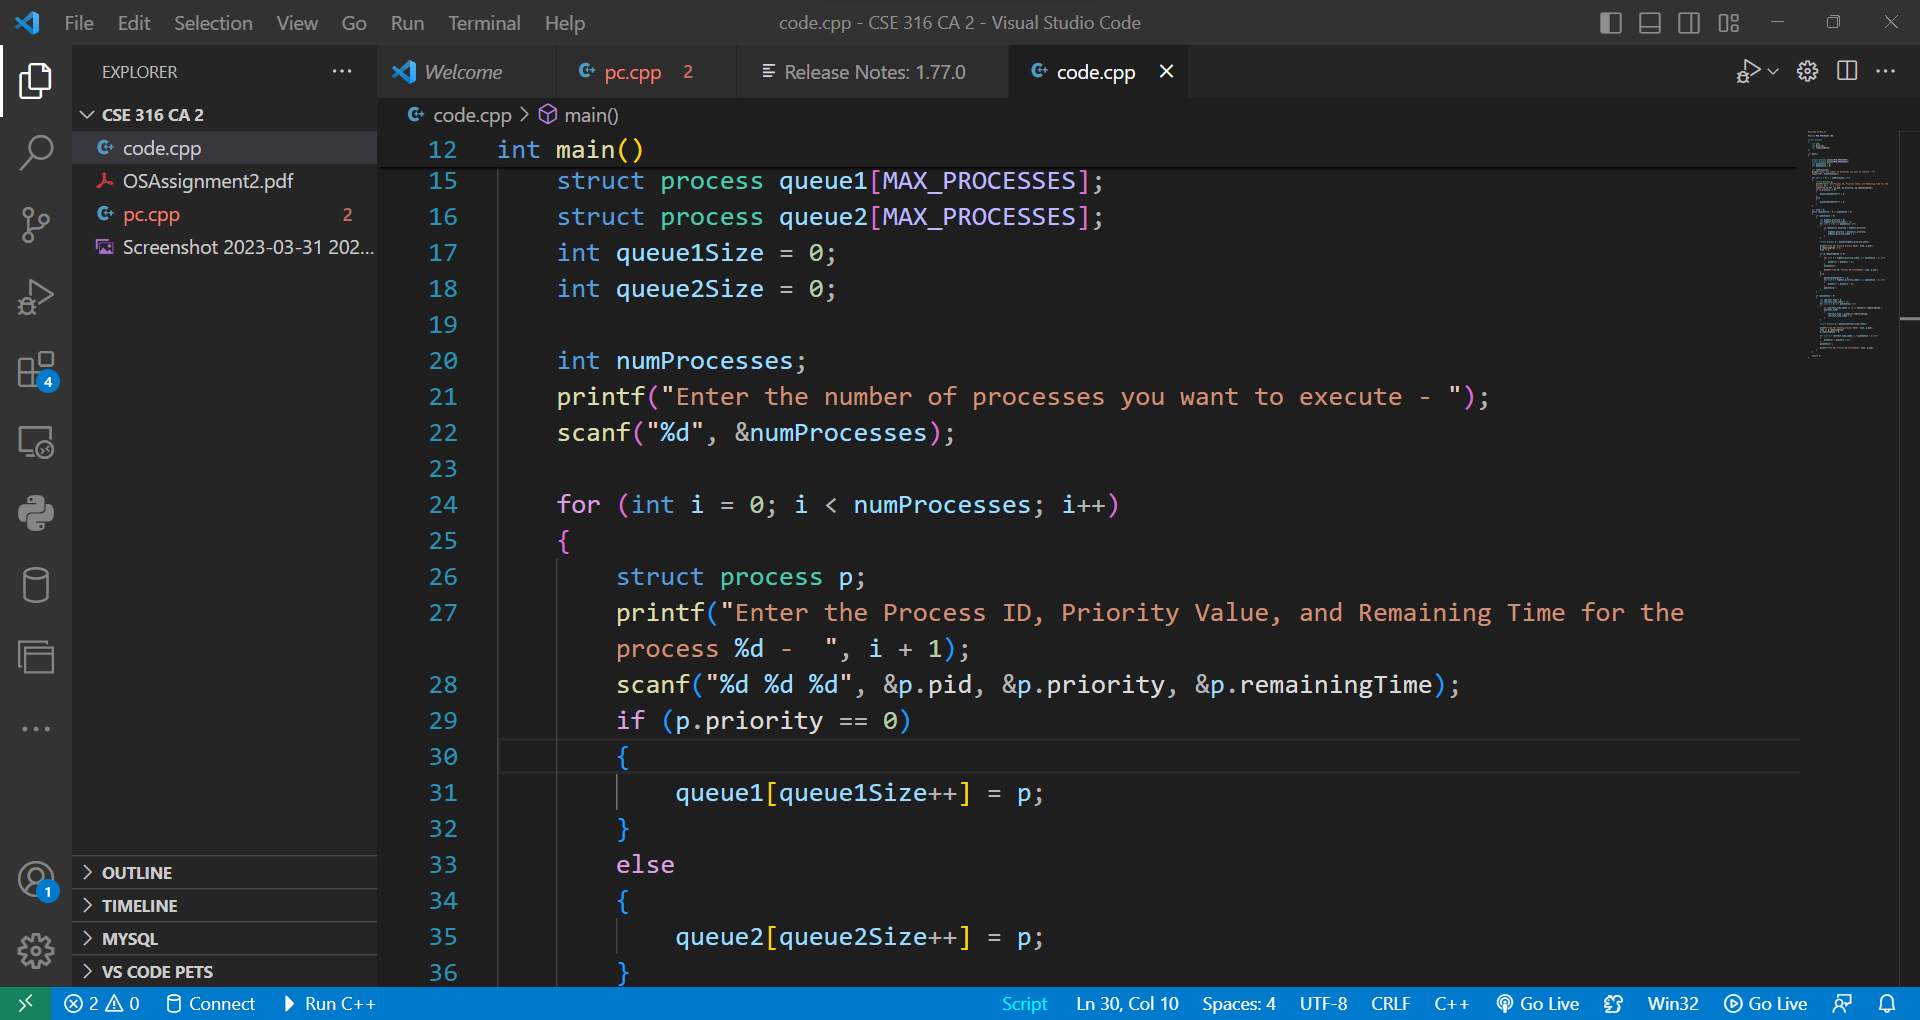 File Edit Selection View Go Run Terminal Help
code.cpp - CSE 316 CA 2 - Visual Studio Code
EXPLORER
CSE 316 CA 2
code.cpp
OSAssignment2.pdf
pc.cpp 2
Screenshot 2023-03-31 202...
4
1
OUTLINE
TIMELINE
MYSQL
VS CODE PETS
Welcome
pc.cpp 2
Release Notes: 1.77.0
code.cpp
code.cpp > main()
12 int main()
15 struct process queue1[MAX_PROCESSES];
16 struct process queue2[MAX_PROCESSES];
17 int queue1Size = 0;
18 int queue2Size = 0;
19
20 int numProcesses;
21 printf("Enter the number of processes you want to execute - ");
22 scanf("%d", &numProcesses);
23
24 for (int i = 0; i < numProcesses; i++)
25 {
26 struct process p;
27 printf("Enter the Process ID, Priority Value, and Remaining Time for the
process %d -  ", i + 1);
28 scanf("%d %d %d", &p.pid, &p.priority, &p.remainingTime);
29 if (p.priority == 0)
30 {
31 queue1[queue1Size++] = p;
32 }
33 else
34 {
35 queue2[queue2Size++] = p;
36 }
2 0 Connect Run C++ Script Ln 30, Col 10 Spaces: 4 UTF-8 CRLF C++ Go Live Win32 Go Live